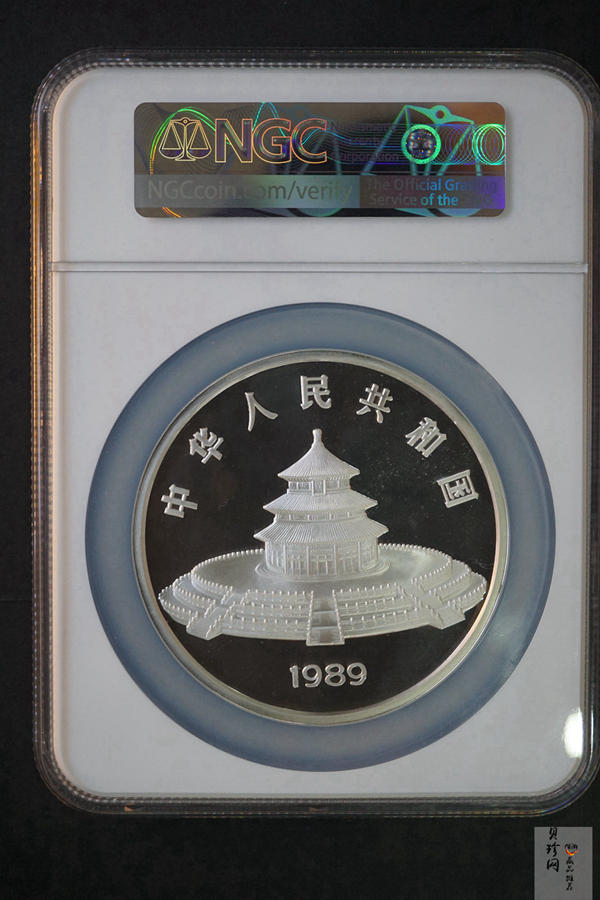 NGC
NGCcoin.com/verify
The Official Grading
Service of the
中华人民共和国
1989
贝珍网